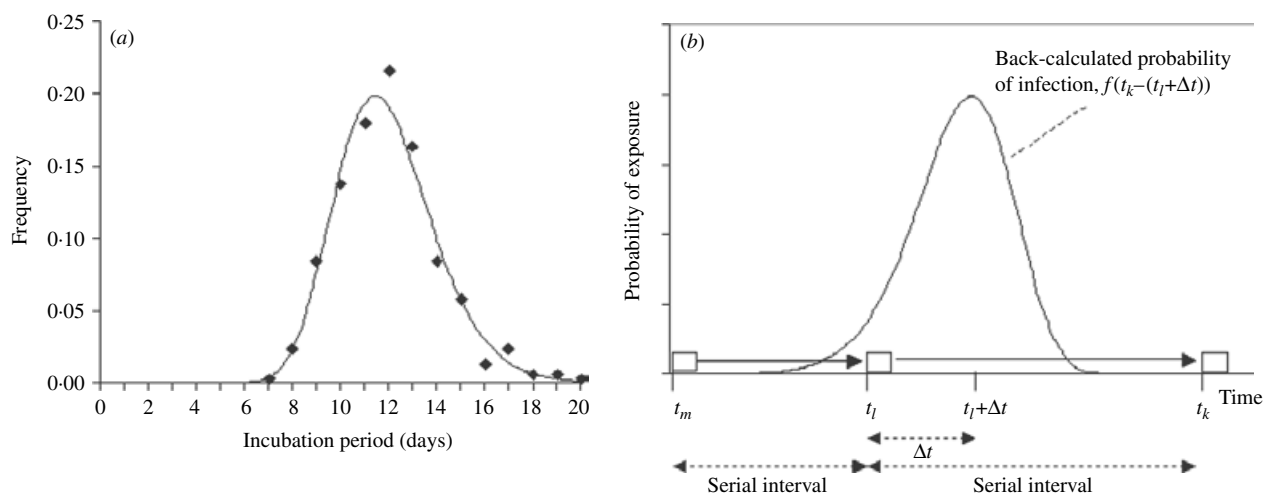 (a)
0·25
0·20
0·15
0·10
0·05
0·00
Frequency
0 2 4 6 8 10 12 14 16 18 20
Incubation period (days)
(b)
Back-calculated probability
of infection, f(tₖ–(tₗ+Δt))
Probability of exposure
tₘ tₗ tₗ+Δt tₖ Time
Δt
Serial interval Serial interval